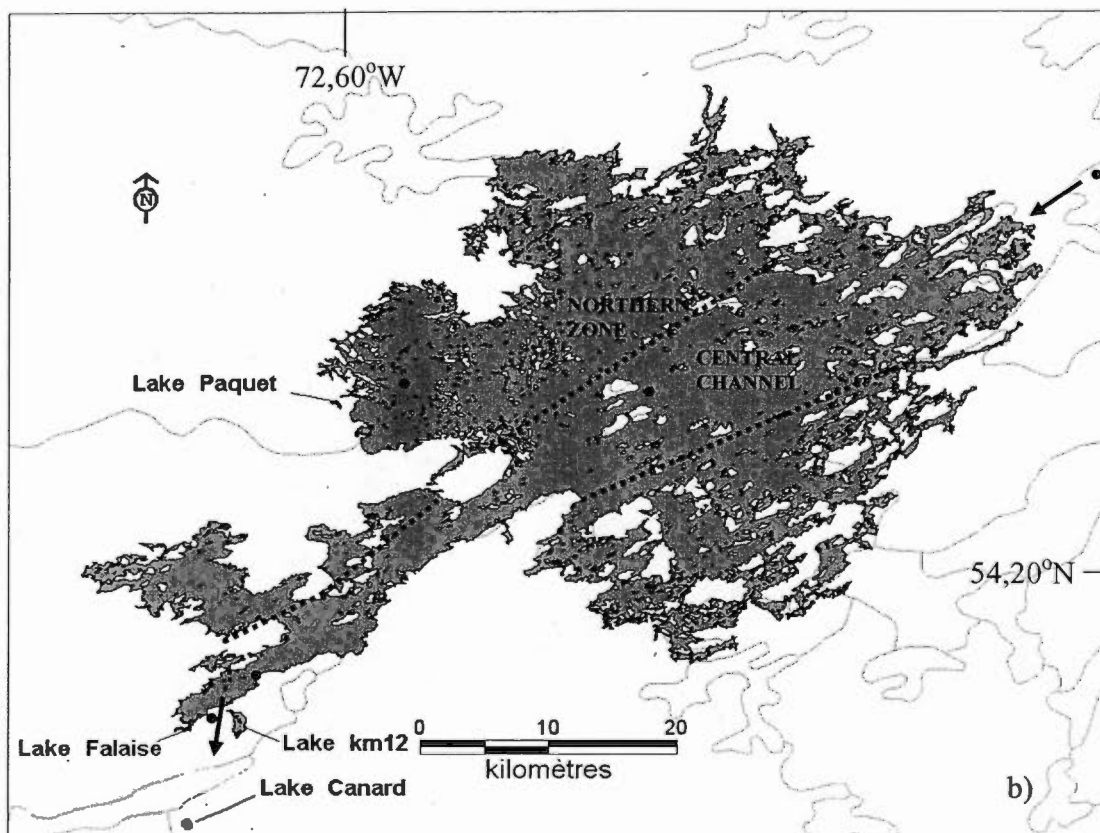 72,60°W
N
NORTHERN
ZONE
CENTRAL
CHANNEL
Lake Paquet
54,20°N
0 10 20
kilomètres
Lake Falaise
Lake km12
Lake Canard
b)